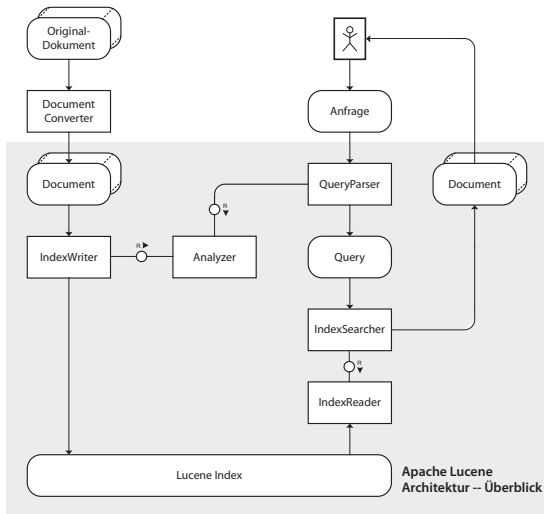 Original-
Dokument
Document
Converter
Anfrage
Document
QueryParser
Document
R
IndexWriter
R
Analyzer
Query
IndexSearcher
R
IndexReader
Lucene Index
Apache Lucene
Architektur -- Überblick